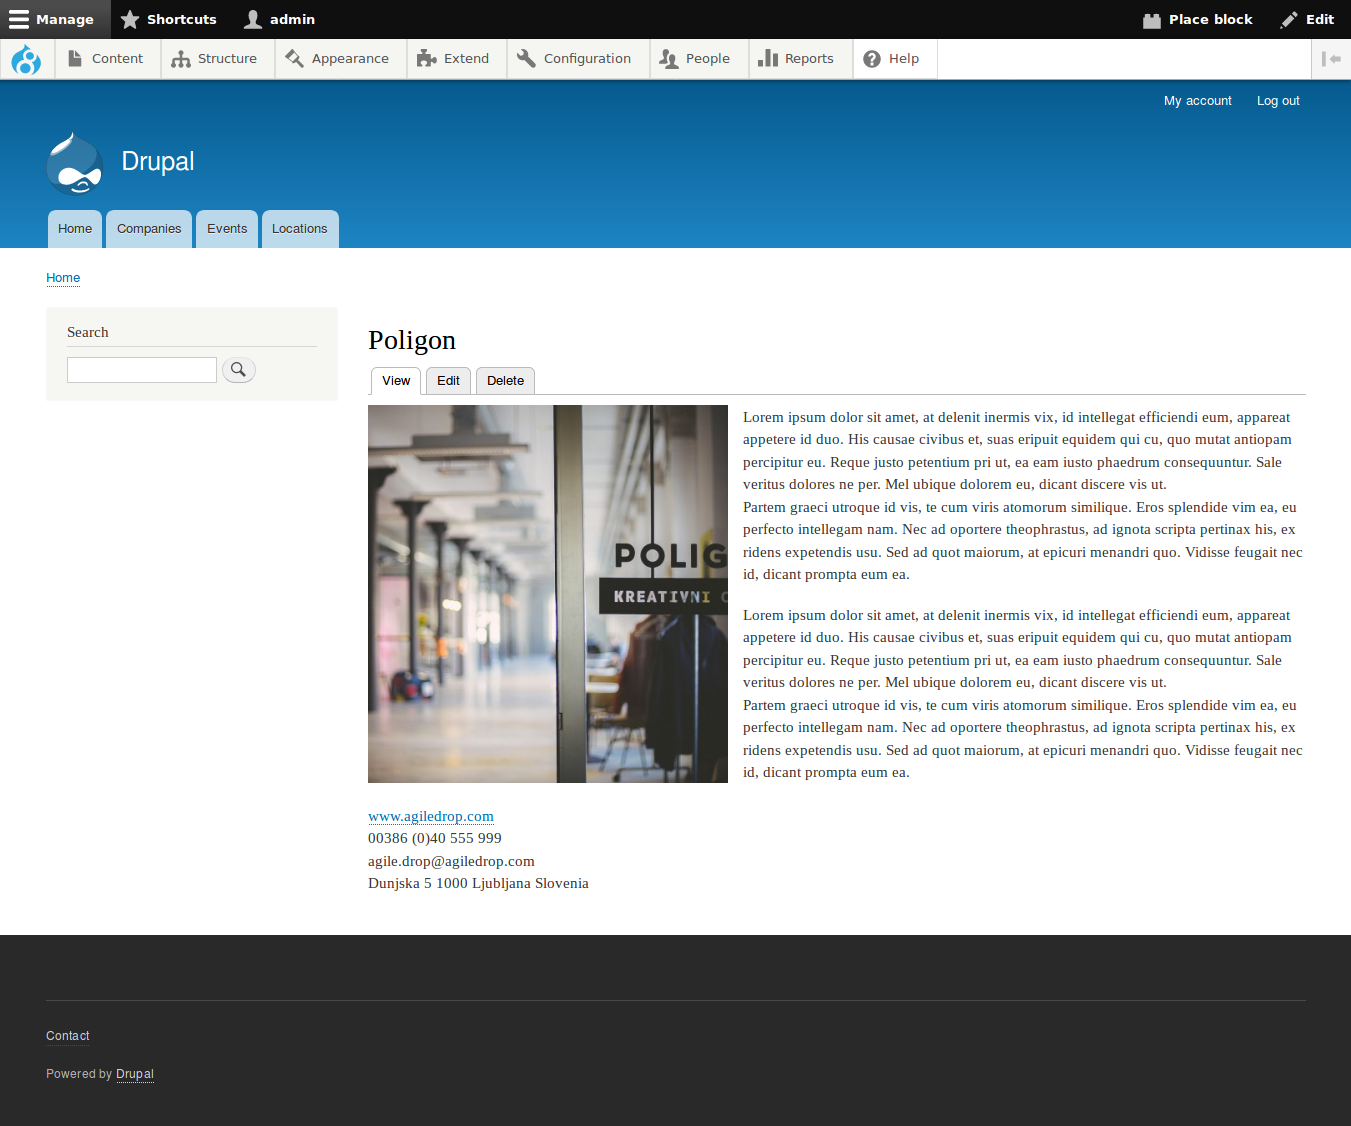 Manage Shortcuts admin Place block Edit
Content Structure Appearance Extend Configuration People Reports Help
My account Log out
Drupal
Home Companies Events Locations
Home
Search
Poligon
View Edit Delete
POLIG
KREATIVNI C
Lorem ipsum dolor sit amet, at delenit inermis vix, id intellegat efficiendi eum, appareat
appetere id duo. His causae civibus et, suas eripuit equidem qui cu, quo mutat antiopam
percipitur eu. Reque justo petentium pri ut, ea eam iusto phaedrum consequuntur. Sale
veritus dolores ne per. Mel ubique dolorem eu, dicant discere vis ut.
Partem graeci utroque id vis, te cum viris atomorum similique. Eros splendide vim ea, eu
perfecto intellegam nam. Nec ad oportere theophrastus, ad ignota scripta pertinax his, ex
ridens expetendis usu. Sed ad quot maiorum, at epicuri menandri quo. Vidisse feugait nec
id, dicant prompta eum ea.
Lorem ipsum dolor sit amet, at delenit inermis vix, id intellegat efficiendi eum, appareat
appetere id duo. His causae civibus et, suas eripuit equidem qui cu, quo mutat antiopam
percipitur eu. Reque justo petentium pri ut, ea eam iusto phaedrum consequuntur. Sale
veritus dolores ne per. Mel ubique dolorem eu, dicant discere vis ut.
Partem graeci utroque id vis, te cum viris atomorum similique. Eros splendide vim ea, eu
perfecto intellegam nam. Nec ad oportere theophrastus, ad ignota scripta pertinax his, ex
ridens expetendis usu. Sed ad quot maiorum, at epicuri menandri quo. Vidisse feugait nec
id, dicant prompta eum ea.
www.agiledrop.com
00386 (0)40 555 999
agile.drop@agiledrop.com
Dunjska 5 1000 Ljubljana Slovenia
Contact
Powered by Drupal